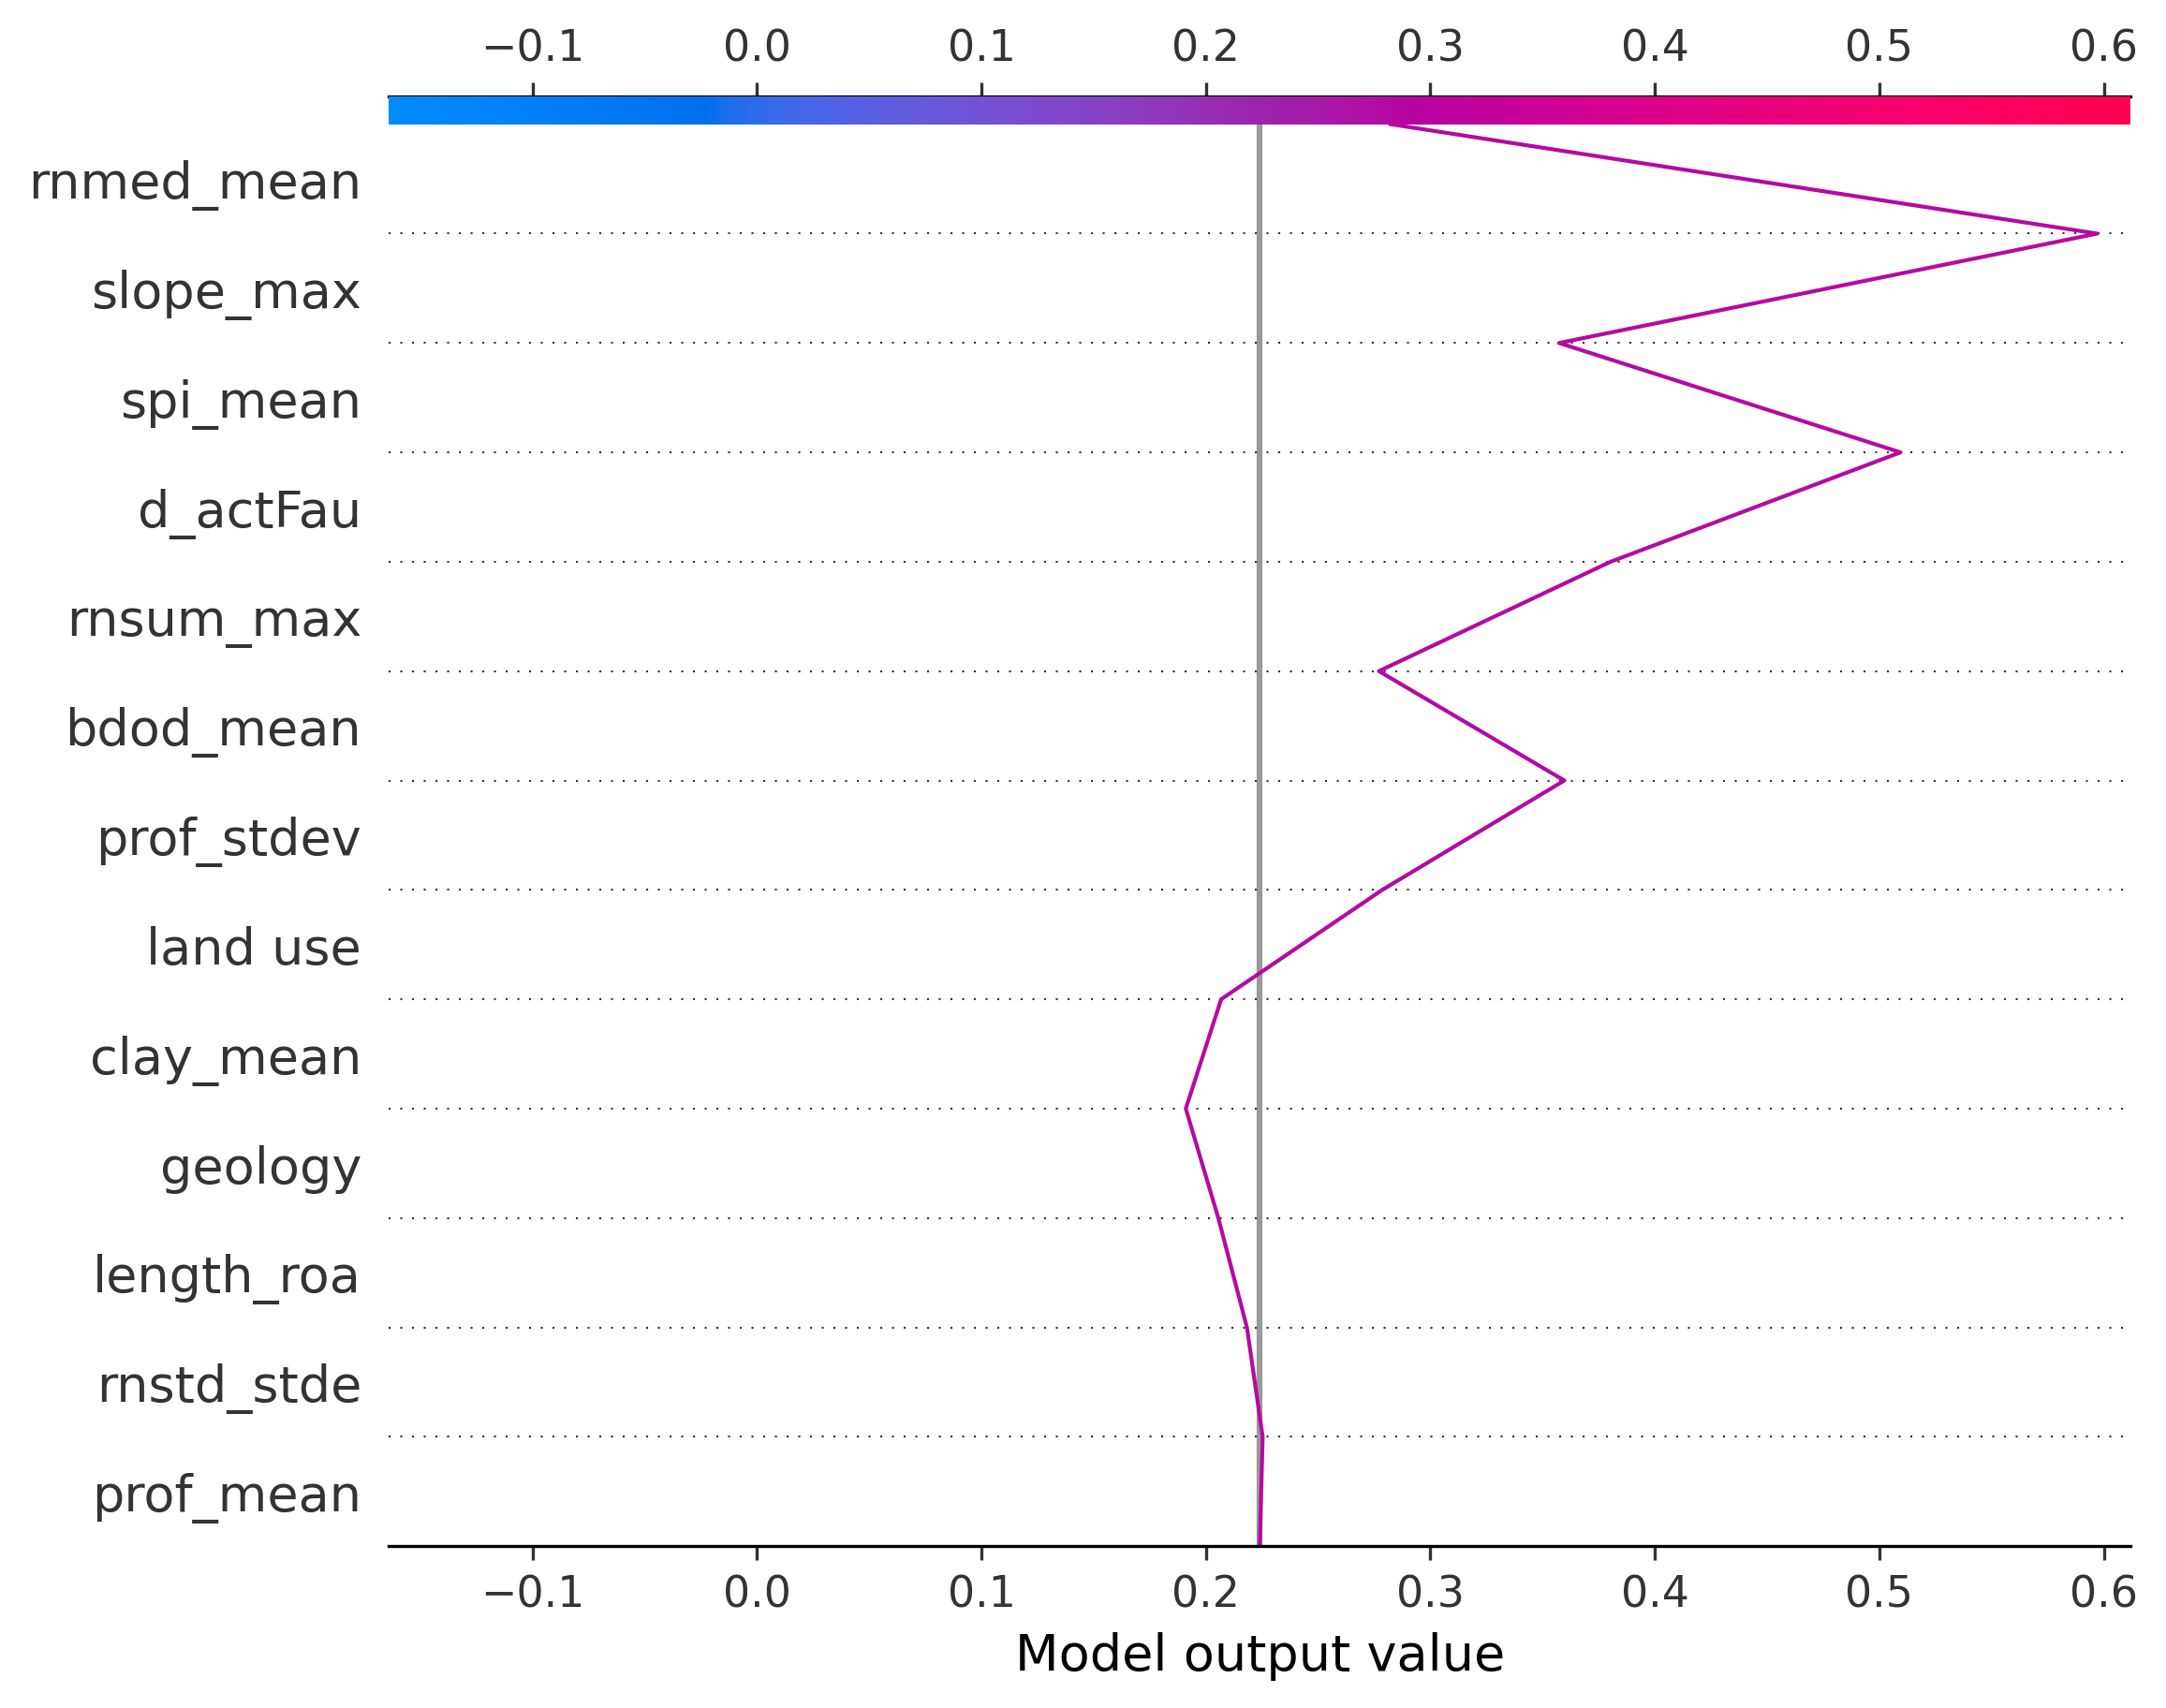 −0.1 0.0 0.1 0.2 0.3 0.4 0.5 0.6
rnmed_mean
slope_max
spi_mean
d_actFau
rnsum_max
bdod_mean
prof_stdev
land use
clay_mean
geology
length_roa
rnstd_stde
prof_mean
−0.1 0.0 0.1 0.2 0.3 0.4 0.5 0.6
Model output value